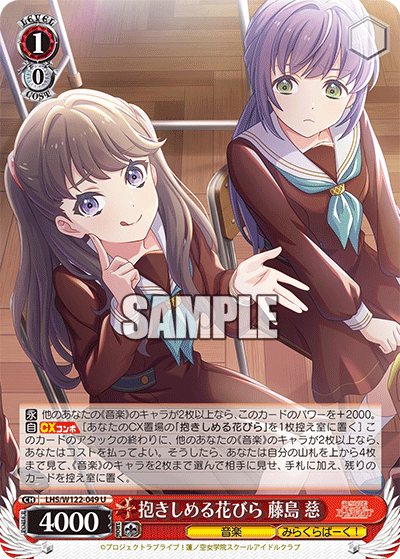 LEVEL
1
0
COST
SAMPLE
永 他のあなたの《音楽》のキャラが2枚以上なら、このカードのパワーを+2000。
自 CXコンボ [あなたのCX置場の「抱きしめる花びら」を1枚控え室に置く] こ
のカードのアタックの終わりに、他のあなたの《音楽》のキャラが2枚以上なら、あ
なたはコストを払ってよい。そうしたら、あなたは自分の山札を上から4枚
まで見て、《音楽》のキャラを2枚まで選んで相手に見せ、手札に加え、残りの
カードを控え室に置く。
CH LHS/W122-049 U
4000
抱きしめる花びら 藤島 慈
音楽
みらくらぱーく!
©プロジェクトラブライブ!蓮ノ空女学院スクールアイドルクラブ